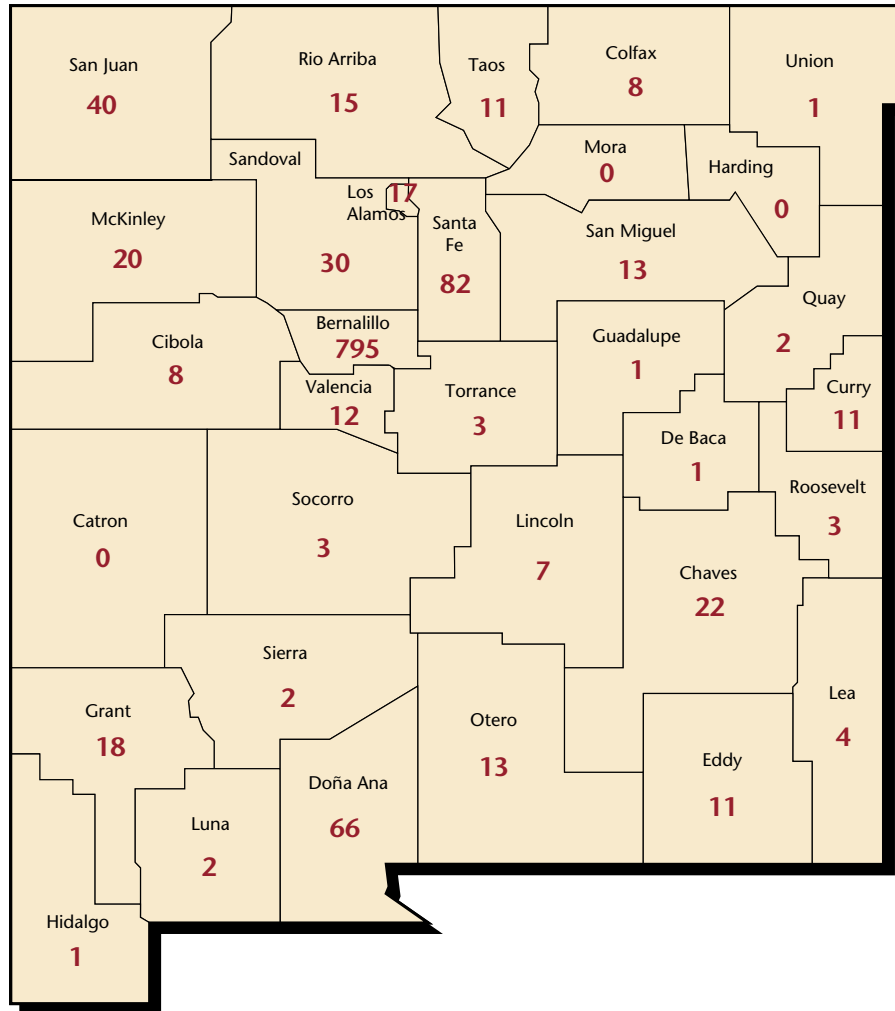 San Juan
40
Rio Arriba
15
Taos
11
Colfax
8
Union
1
Sandoval
30
Los
Alamos
17
Mora
0
Harding
0
McKinley
20
Santa
Fe
82
San Miguel
13
Quay
2
Cibola
8
Bernalillo
795
Valencia
12
Torrance
3
Guadalupe
1
Curry
11
De Baca
1
Roosevelt
3
Catron
0
Socorro
3
Lincoln
7
Chaves
22
Sierra
2
Grant
18
Otero
13
Lea
4
Eddy
11
Doña Ana
66
Luna
2
Hidalgo
1